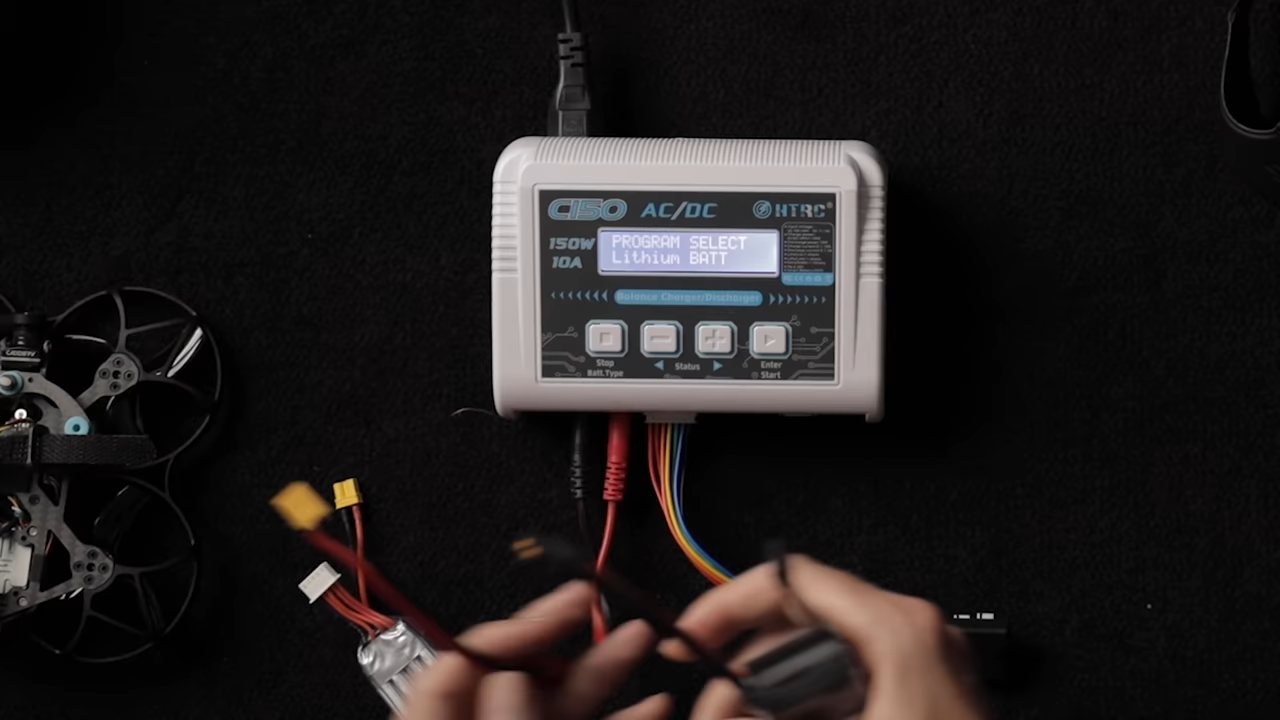 C150 AC/DC HTRC®
150W
10A
PROGRAM SELECT
Lithium BATT
Balance Charger/Discharger
Stop
Batt.Type
Status
Enter
Start
CADDX